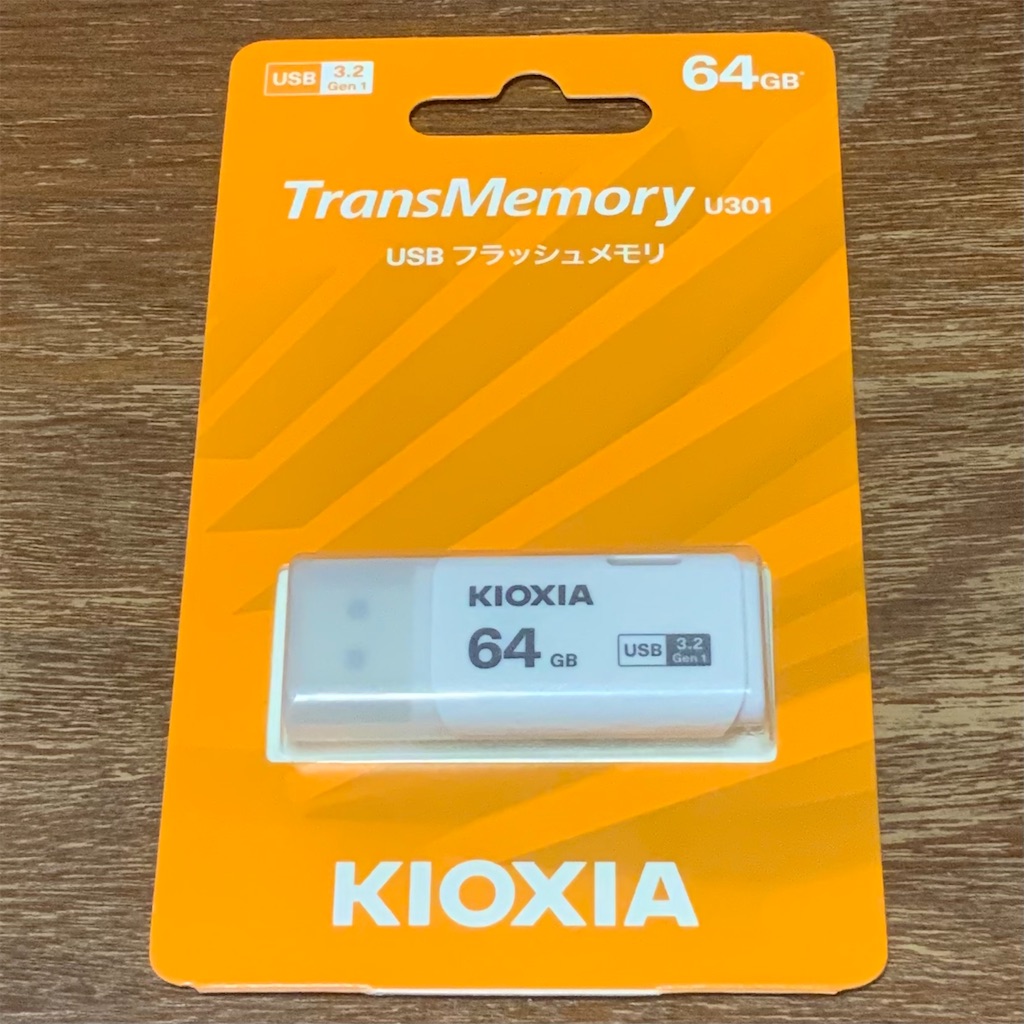 USB 3.2 Gen 1
64GB*
TransMemory U301
USB フラッシュメモリ
KIOXIA
64 GB
USB 3.2 Gen 1
KIOXIA